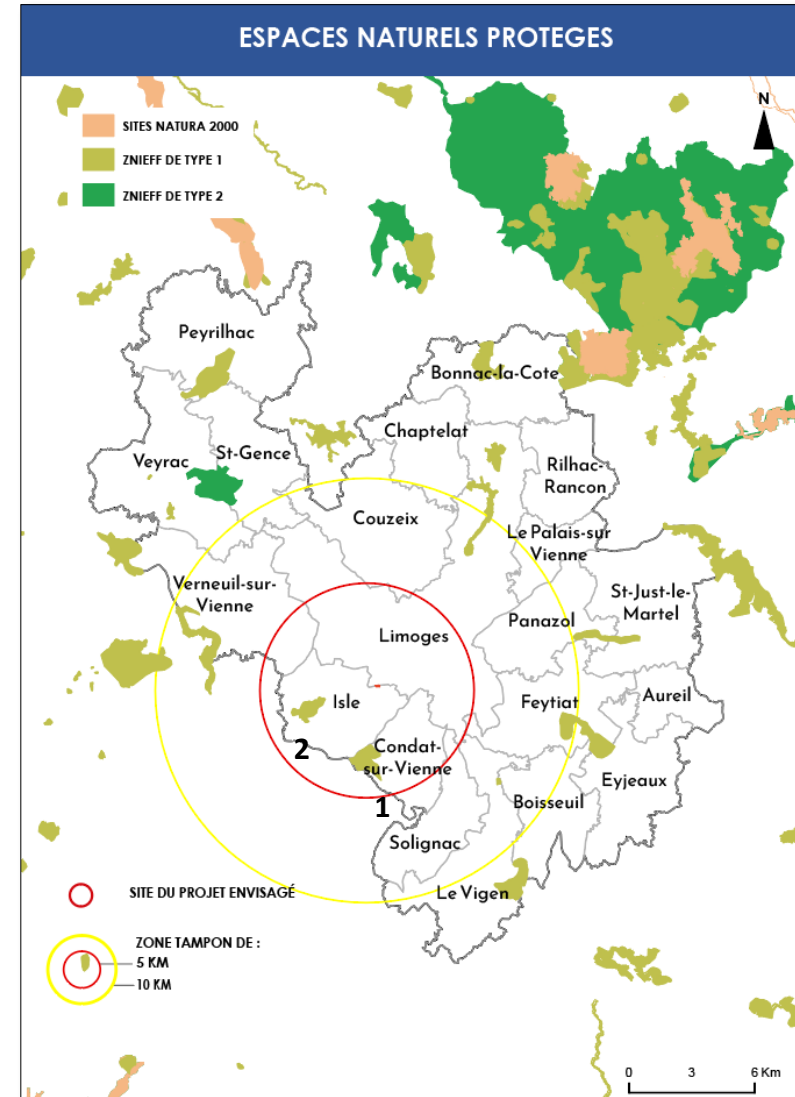 ESPACES NATURELS PROTEGES
SITES NATURA 2000
ZNIEFF DE TYPE 1
ZNIEFF DE TYPE 2
N
Peyrilhac
Bonnac-la-Cote
Chaptelat
Veyrac
St-Gence
Rilhac-
Rancon
Couzeix
Le Palais-sur
Vienne
Verneuil-sur-
Vienne
St-Just-le-
Martel
Panazol
Limoges
Isle
Feytiat
Aureil
2
Condat
-sur-Vienne
Eyjeaux
1
Boisseuil
Solignac
Le Vigen
SITE DU PROJET ENVISAGÉ
ZONE TAMPON DE :
5 KM
10 KM
0 3 6 Km